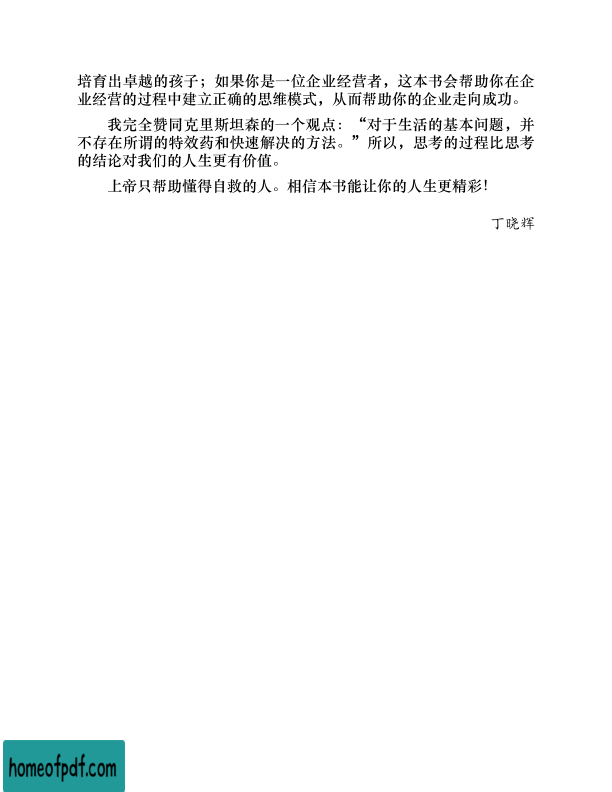 培育出卓越的孩子；如果你是一位企业经营者，这本书会帮助你在企
业经营的过程中建立正确的思维模式，从而帮助你的企业走向成功。
我完全赞同克里斯坦森的一个观点：“对于生活的基本问题，并
不存在所谓的特效药和快速解决的方法。”所以，思考的过程比思考
的结论对我们的人生更有价值。
上帝只帮助懂得自救的人。相信本书能让你的人生更精彩！
丁晓辉
homeofpdf.com